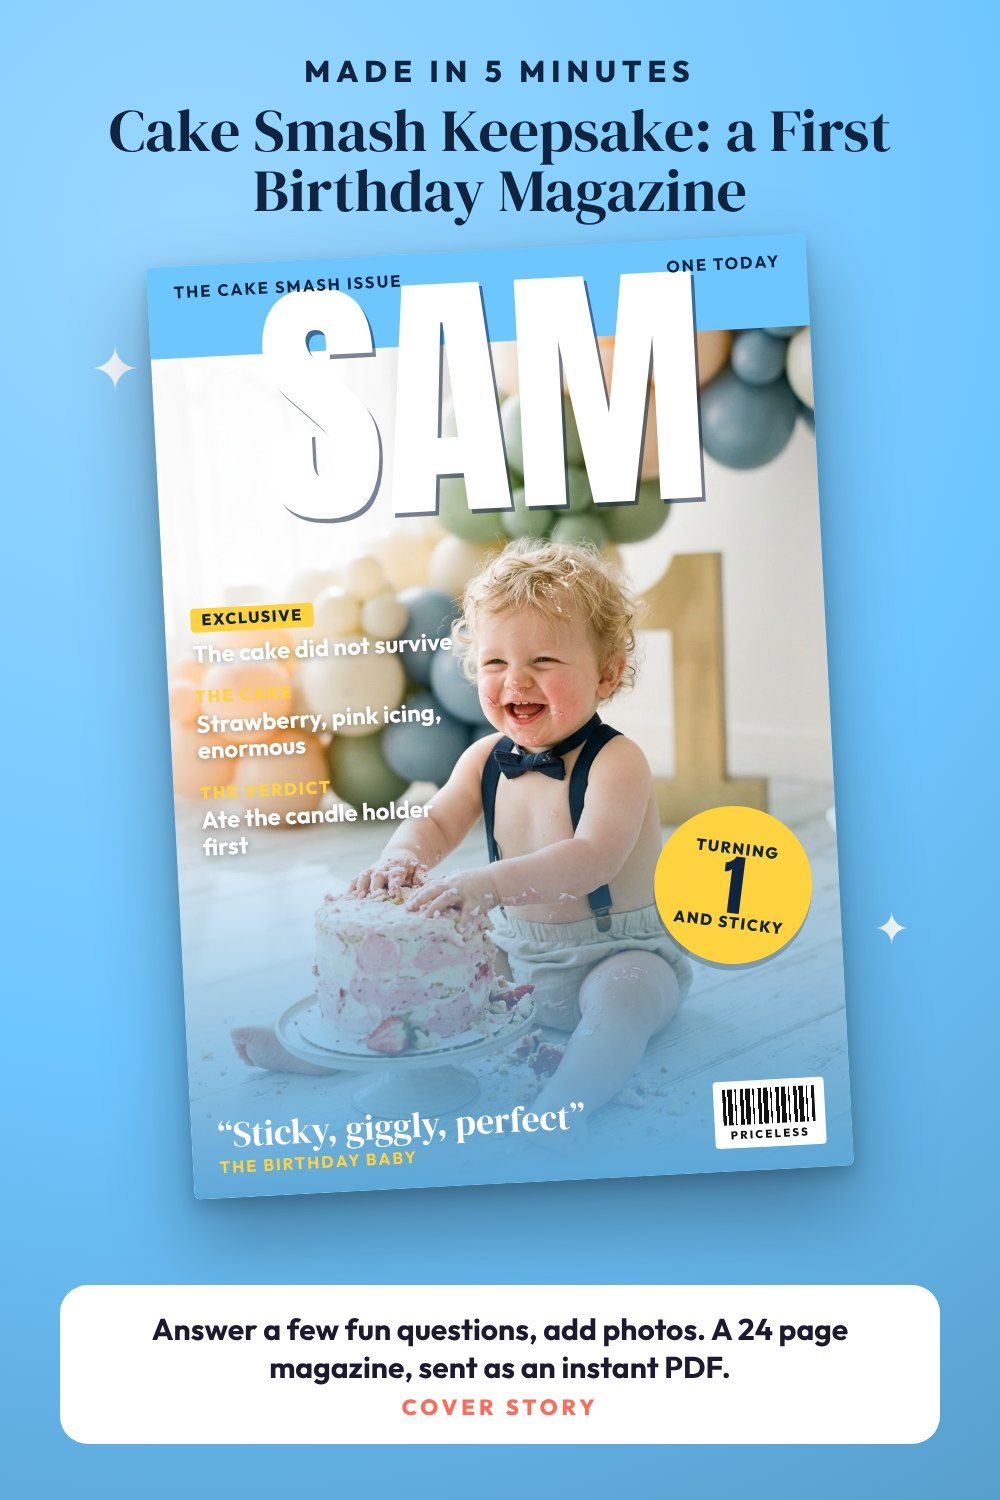 MADE IN 5 MINUTES
Cake Smash Keepsake: a First
Birthday Magazine
THE CAKE SMASH ISSUE
ONE TODAY
SAM
EXCLUSIVE
The cake did not survive
THE CAKE
Strawberry, pink icing,
enormous
THE VERDICT
Ate the candle holder
first
1
TURNING
1
AND STICKY
“Sticky, giggly, perfect”
THE BIRTHDAY BABY
PRICELESS
Answer a few fun questions, add photos. A 24 page
magazine, sent as an instant PDF.
COVER STORY